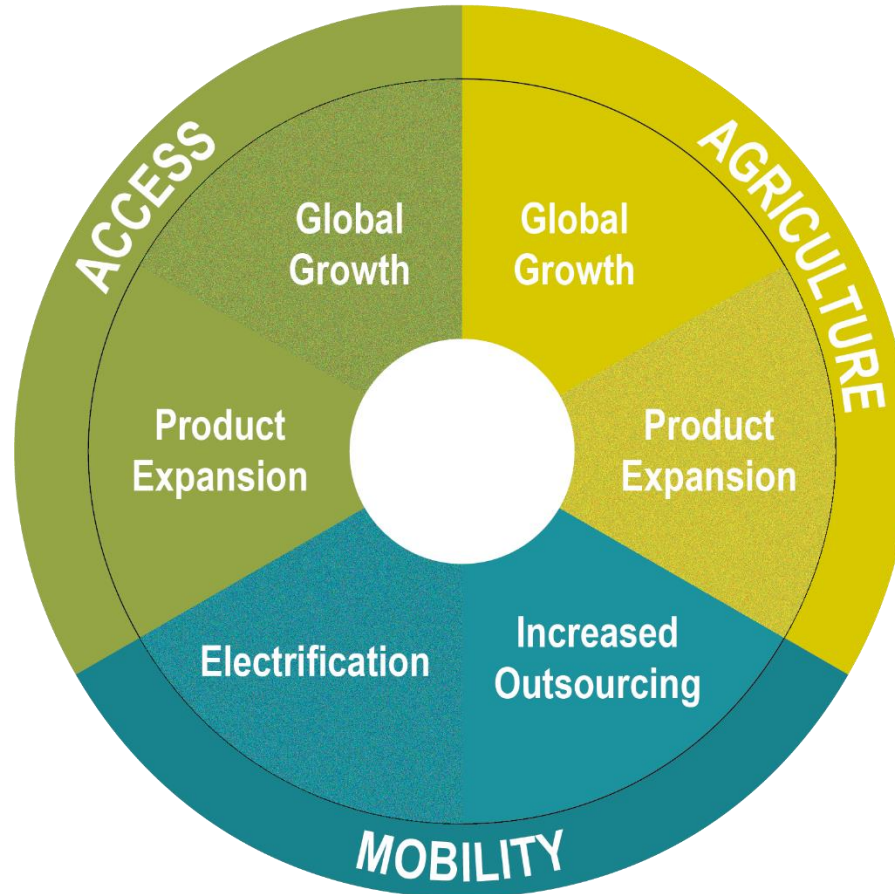 ACCESS
AGRICULTURE
Global
Growth
Global
Growth
Product
Expansion
Product
Expansion
Electrification
Increased
Outsourcing
MOBILITY